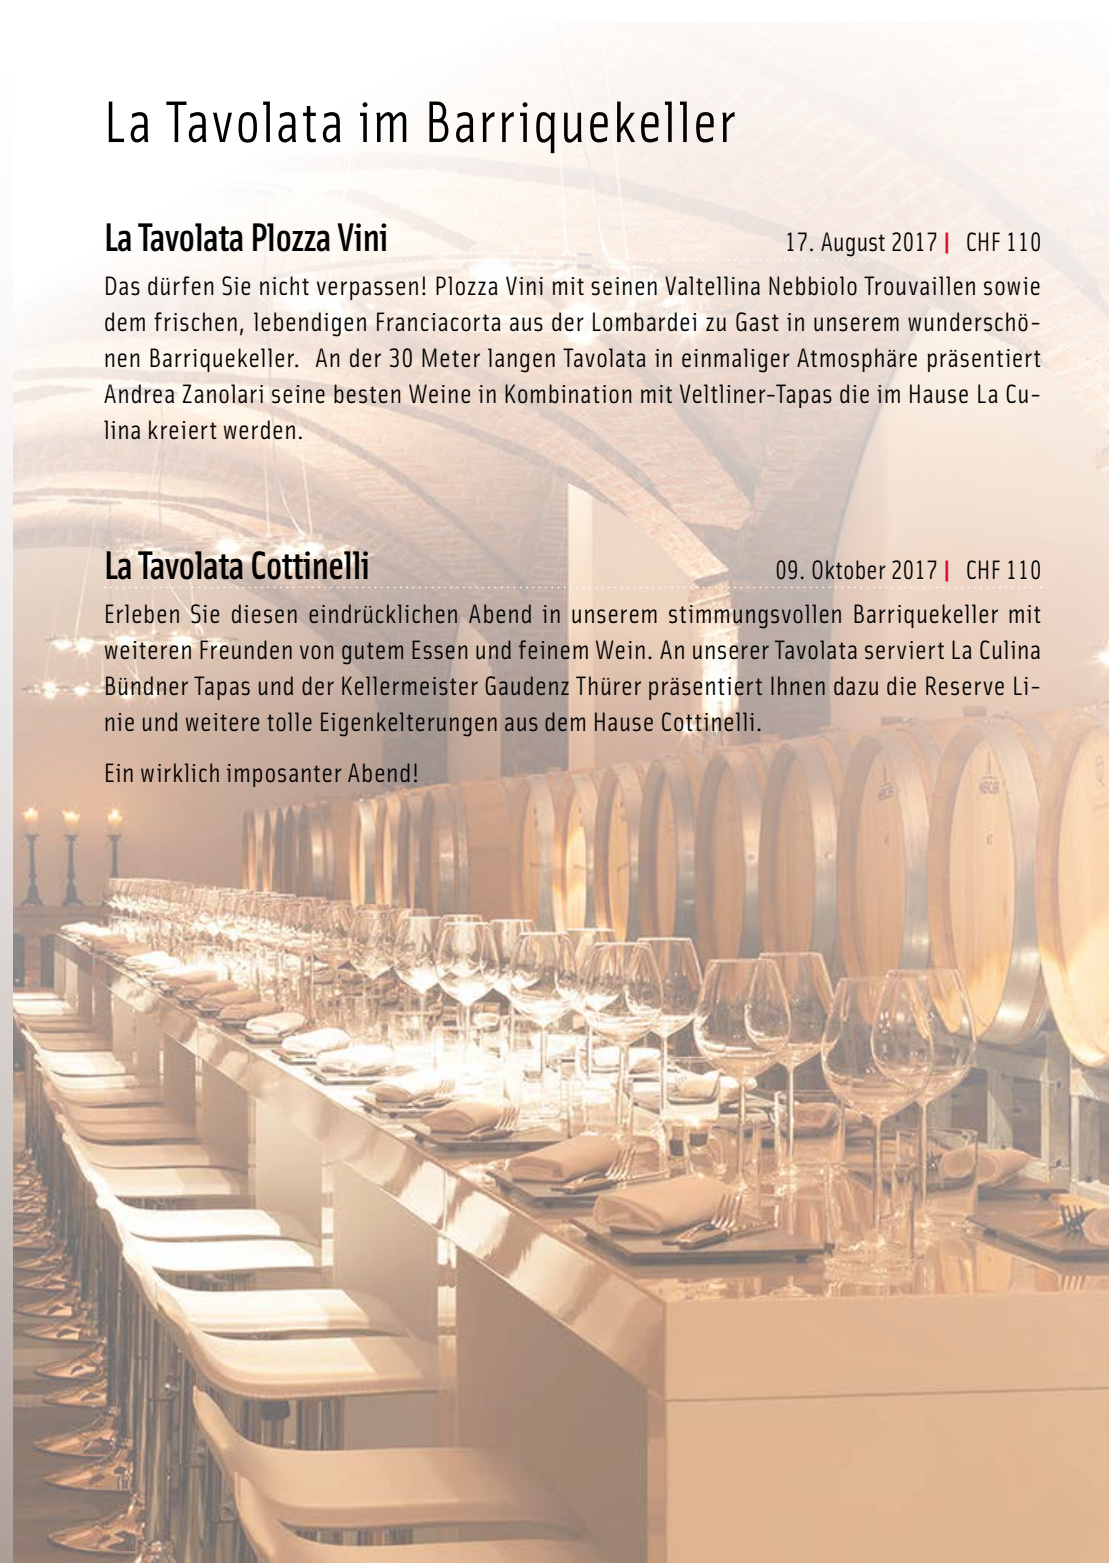 La Tavolata im Barriquekeller
La Tavolata Plozza Vini 17. August 2017 | CHF 110
Das dürfen Sie nicht verpassen! Plozza Vini mit seinen Valtellina Nebbiolo Trouvaillen sowie
dem frischen, lebendigen Franciacorta aus der Lombardei zu Gast in unserem wunderschö-
nen Barriquekeller. An der 30 Meter langen Tavolata in einmaliger Atmosphäre präsentiert
Andrea Zanolari seine besten Weine in Kombination mit Veltliner-Tapas die im Hause La Cu-
lina kreiert werden.
La Tavolata Cottinelli 09. Oktober 2017 | CHF 110
Erleben Sie diesen eindrücklichen Abend in unserem stimmungsvollen Barriquekeller mit
weiteren Freunden von gutem Essen und feinem Wein. An unserer Tavolata serviert La Culina
Bündner Tapas und der Kellermeister Gaudenz Thürer präsentiert Ihnen dazu die Reserve Li-
nie und weitere tolle Eigenkelterungen aus dem Hause Cottinelli.
Ein wirklich imposanter Abend!